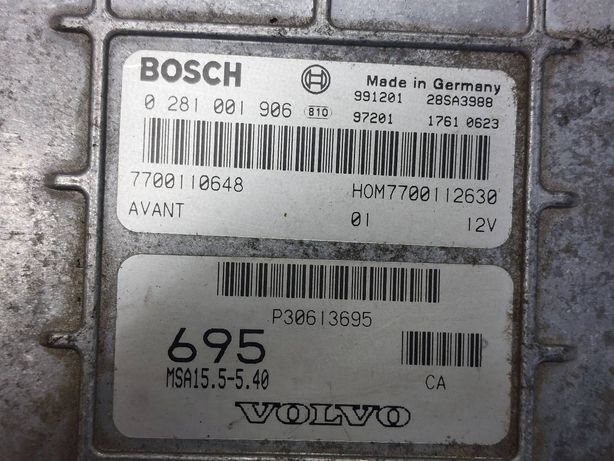 BOSCH Made in Germany
0 281 001 906 810 991201 28SA3988
97201 1761 0623
7700110648 HOM7700112630
AVANT 01 12V
P30613695
695
MSA15.5-5.40 CA
VOLVO